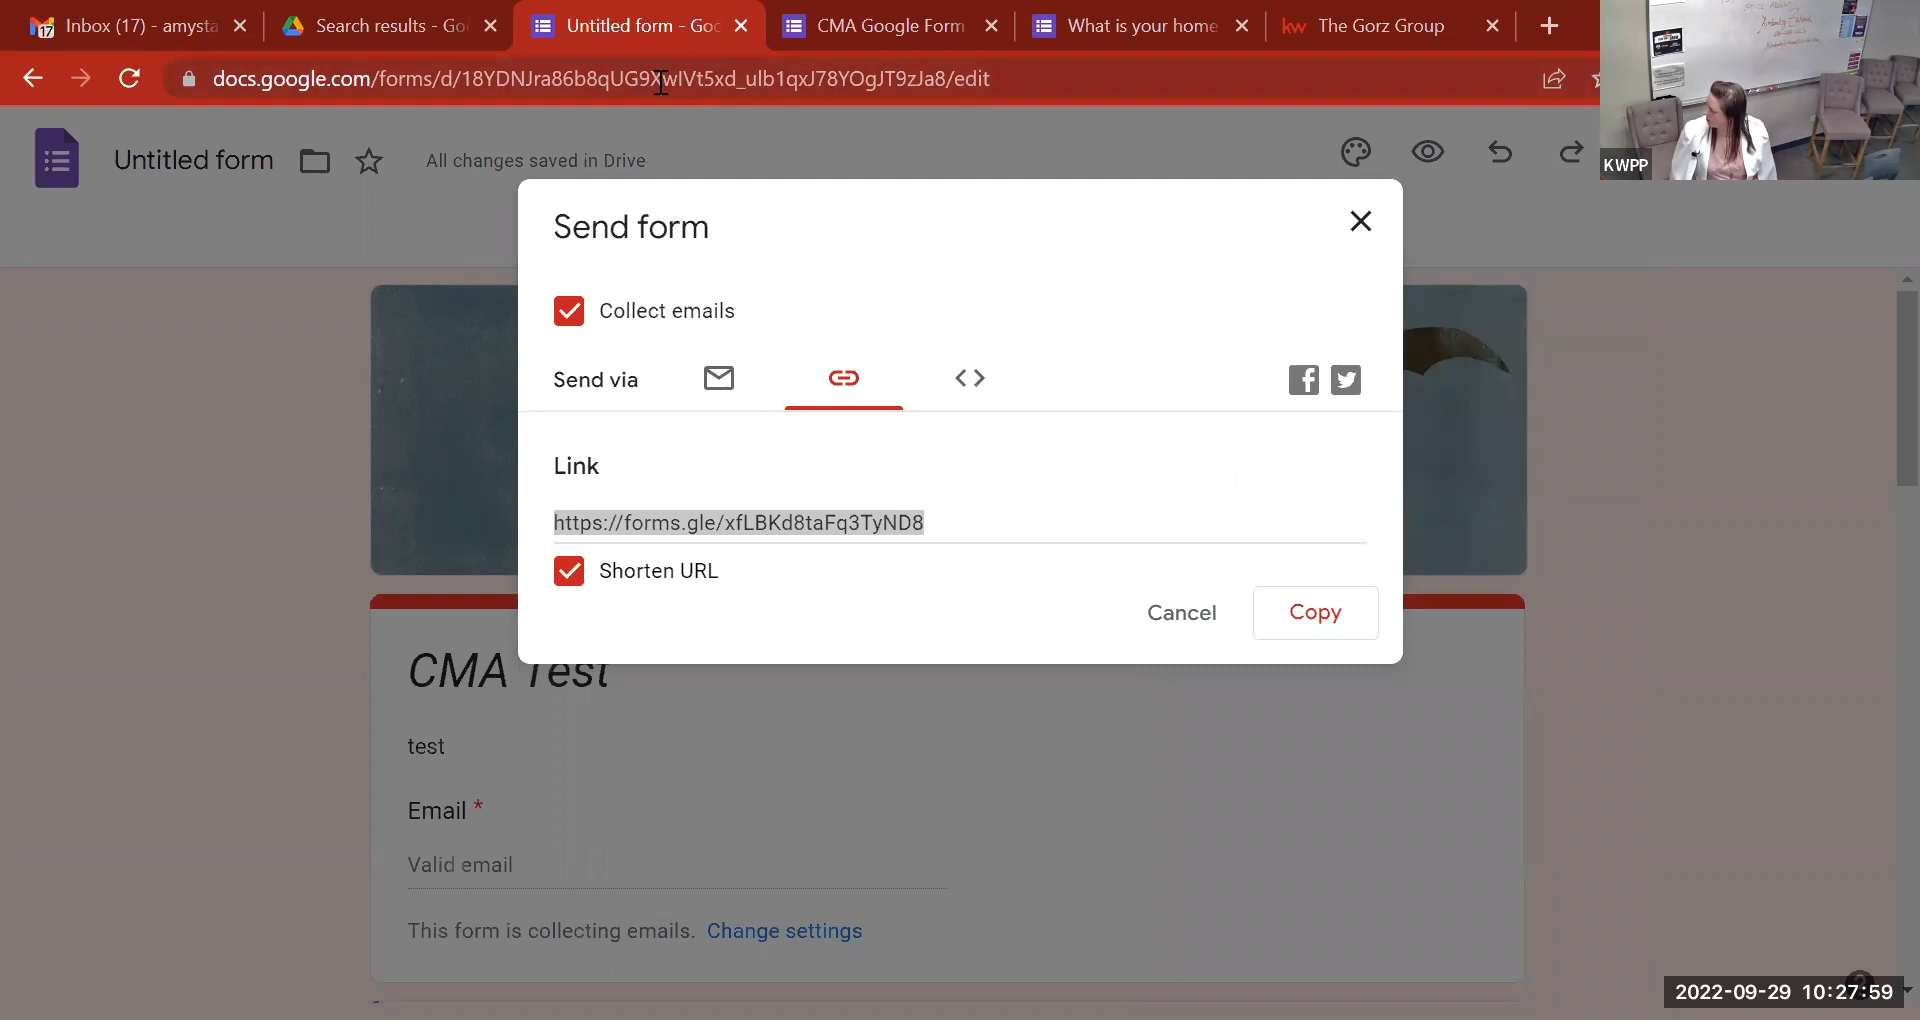 Inbox (17) - amysta
Search results - Go
Untitled form - Goo
CMA Google Form
What is your home
kw The Gorz Group
docs.google.com/forms/d/18YDNJra86b8qUG9XwIVt5xd_ulb1qxJ78YOgJT9zJa8/edit
Untitled form
All changes saved in Drive
KWPP
Send form
Collect emails
Send via
Link
https://forms.gle/xfLBKd8taFq3TyND8
Shorten URL
Cancel
Copy
CMA Test
test
Email *
Valid email
This form is collecting emails. Change settings
2022-09-29 10:27:59